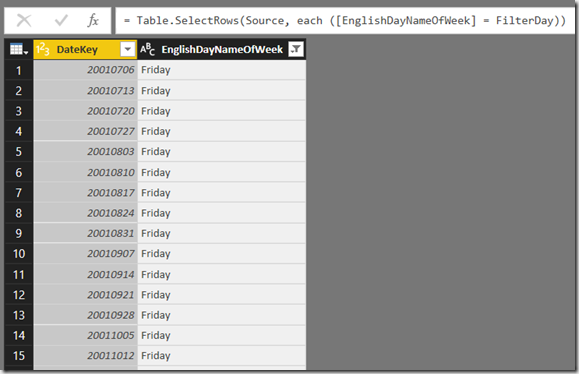 fx = Table.SelectRows(Source, each ([EnglishDayNameOfWeek] = FilterDay))
123 DateKey ABC EnglishDayNameOfWeek
1 20010706 Friday
2 20010713 Friday
3 20010720 Friday
4 20010727 Friday
5 20010803 Friday
6 20010810 Friday
7 20010817 Friday
8 20010824 Friday
9 20010831 Friday
10 20010907 Friday
11 20010914 Friday
12 20010921 Friday
13 20010928 Friday
14 20011005 Friday
15 20011012 Friday